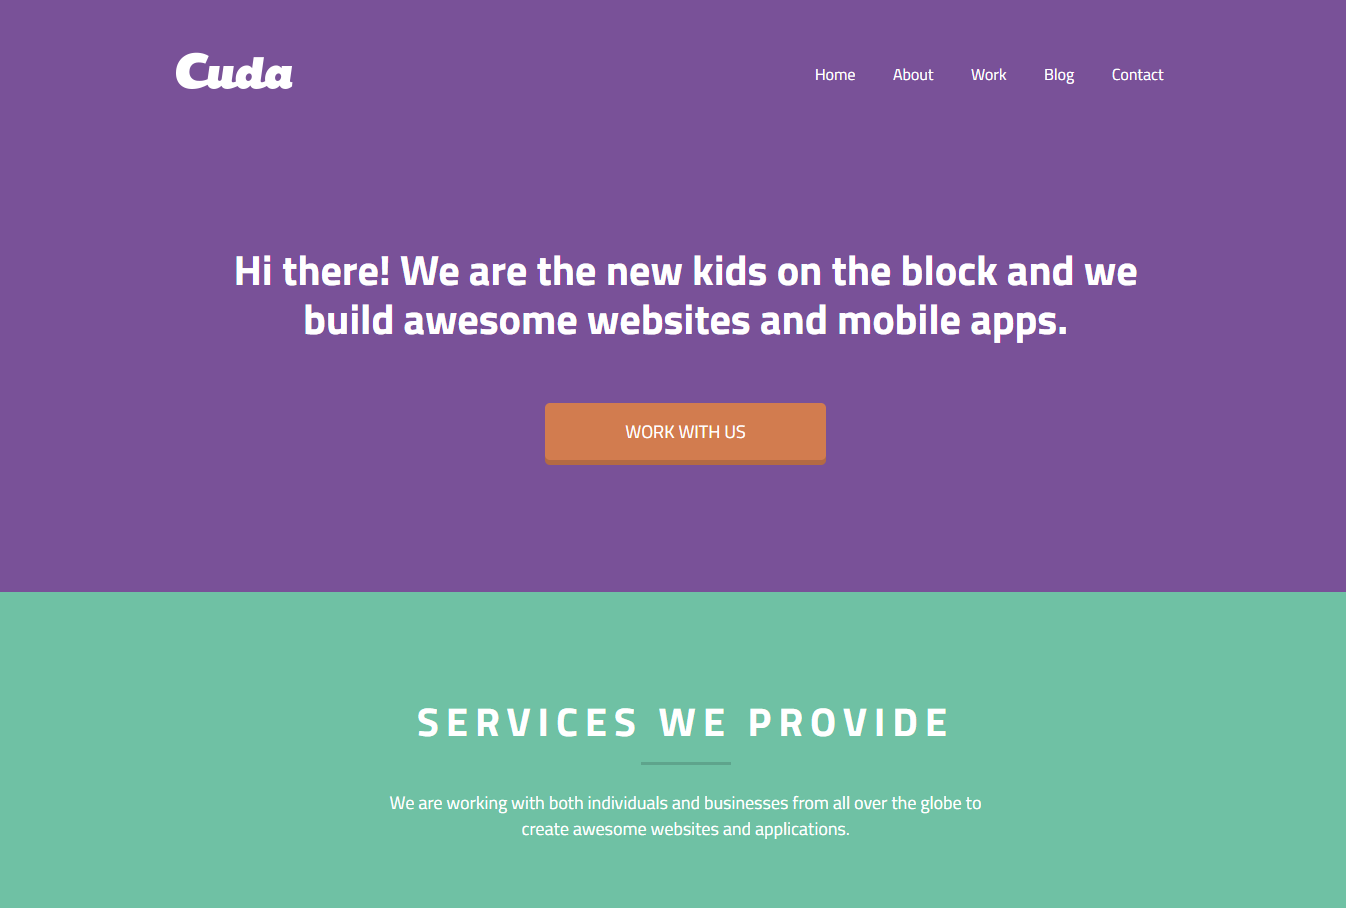 Cuda
Home About Work Blog Contact
Hi there! We are the new kids on the block and we
build awesome websites and mobile apps.
WORK WITH US
SERVICES WE PROVIDE
We are working with both individuals and businesses from all over the globe to
create awesome websites and applications.